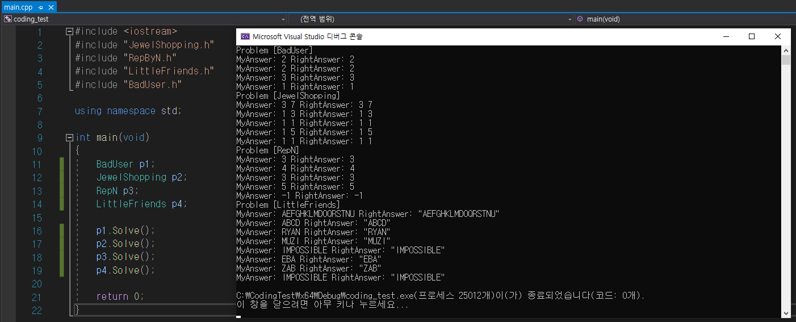 main.cpp
coding_test
(전역 범위)
main(void)
1 #include <iostream>
2 #include "JewelShopping.h"
3 #include "RepByN.h"
4 #include "LittleFriends.h"
5 #include "BadUser.h"
6
7 using namespace std;
8
9 int main(void)
10 {
11 BadUser p1;
12 JewelShopping p2;
13 RepN p3;
14 LittleFriends p4;
15
16 p1.Solve();
17 p2.Solve();
18 p3.Solve();
19 p4.Solve();
20
21 return 0;
22 }
Microsoft Visual Studio 디버그 콘솔
Problem [BadUser]
MyAnswer: 2 RightAnswer: 2
MyAnswer: 2 RightAnswer: 2
MyAnswer: 3 RightAnswer: 3
MyAnswer: 1 RightAnswer: 1
Problem [JewelShopping]
MyAnswer: 3 7 RightAnswer: 3 7
MyAnswer: 1 3 RightAnswer: 1 3
MyAnswer: 1 1 RightAnswer: 1 1
MyAnswer: 1 5 RightAnswer: 1 5
MyAnswer: 1 1 RightAnswer: 1 1
Problem [RepN]
MyAnswer: 3 RightAnswer: 3
MyAnswer: 4 RightAnswer: 4
MyAnswer: 3 RightAnswer: 3
MyAnswer: 5 RightAnswer: 5
MyAnswer: -1 RightAnswer: -1
Problem [LittleFriends]
MyAnswer: AEFGHKLMDOQRSTNU RightAnswer: "AEFGHKLMDOQRSTNU"
MyAnswer: ABCD RightAnswer: "ABCD"
MyAnswer: RYAN RightAnswer: "RYAN"
MyAnswer: MUZI RightAnswer: "MUZI"
MyAnswer: IMPOSSIBLE RightAnswer: "IMPOSSIBLE"
MyAnswer: EBA RightAnswer: "EBA"
MyAnswer: ZAB RightAnswer: "ZAB"
MyAnswer: IMPOSSIBLE RightAnswer: "IMPOSSIBLE"
C:₩CodingTest₩x64₩Debug₩coding_test.exe(프로세스 25012개)이(가) 종료되었습니다(코드: 0개).
이 창을 닫으려면 아무 키나 누르세요...